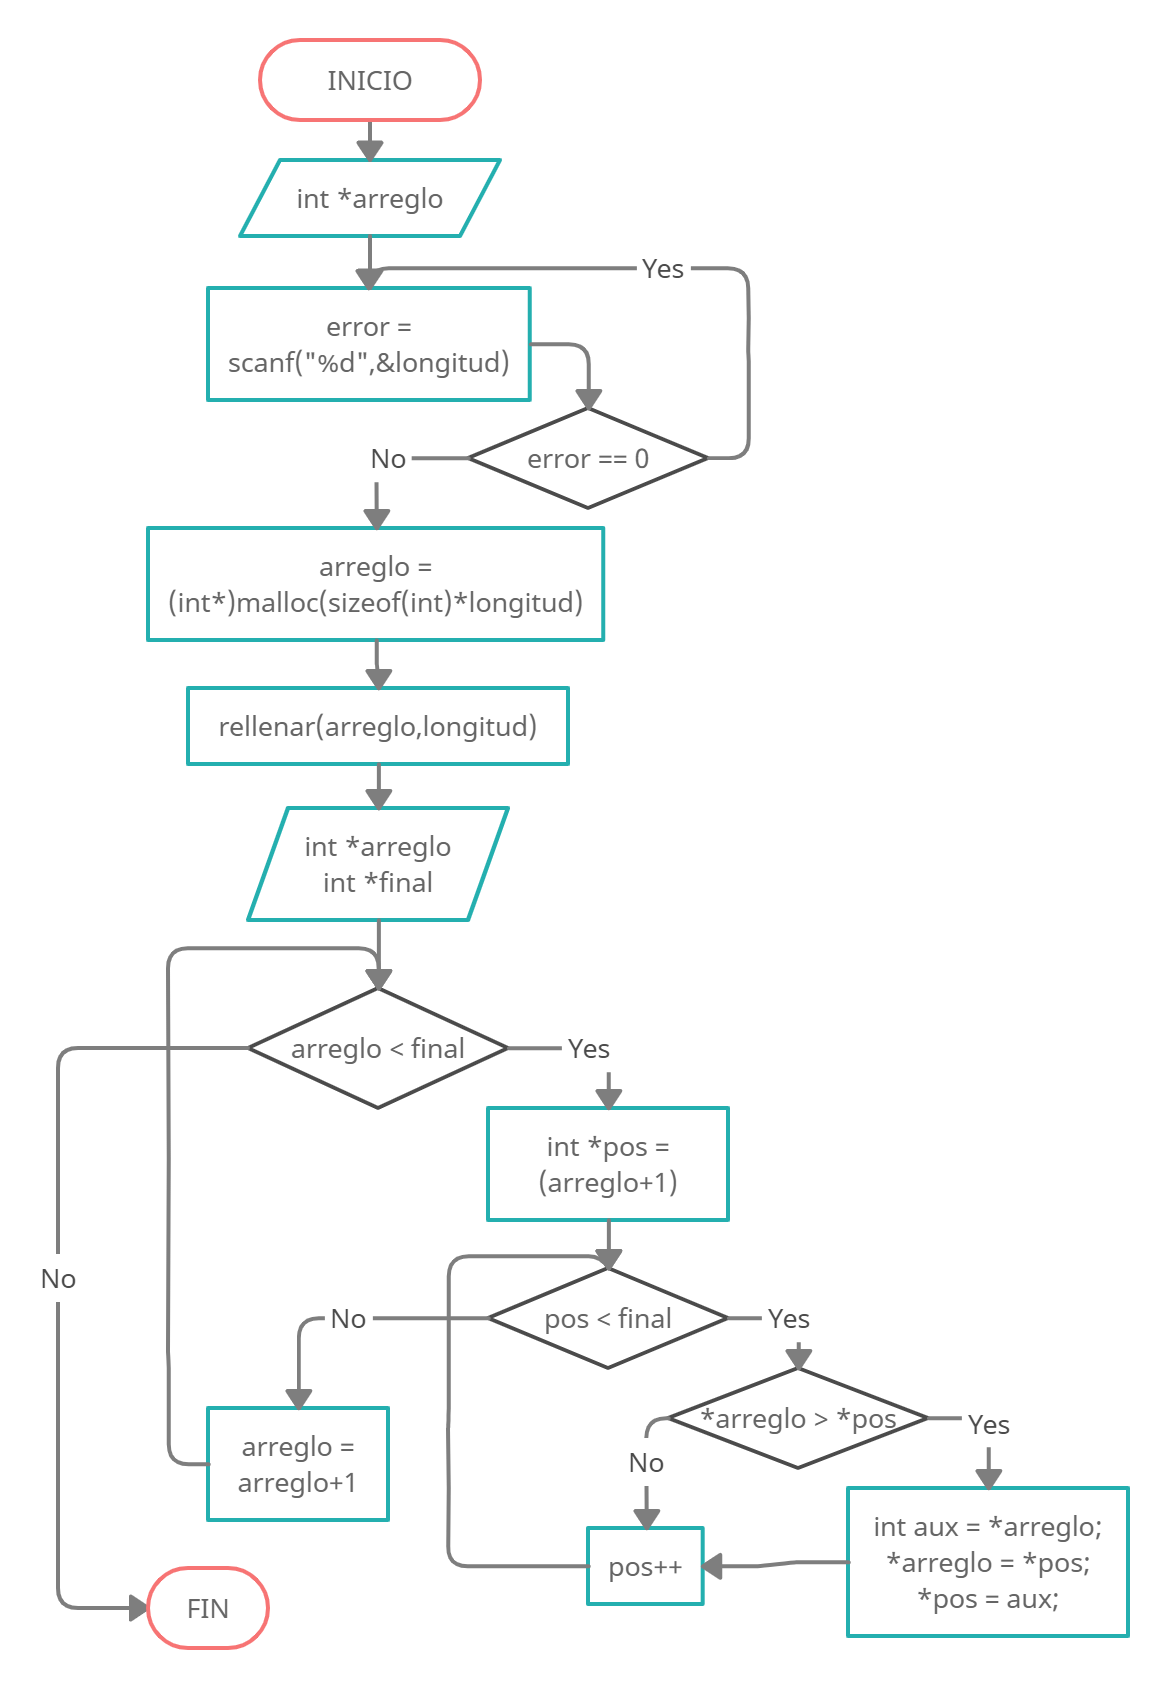 INICIO
int *arreglo
Yes
error =
scanf("%d",&longitud)
No
error == 0
arreglo =
(int*)malloc(sizeof(int)*longitud)
rellenar(arreglo,longitud)
int *arreglo
int *final
arreglo < final
Yes
int *pos =
(arreglo+1)
No
No
pos < final
Yes
*arreglo > *pos
Yes
No
arreglo =
arreglo+1
int aux = *arreglo;
*arreglo = *pos;
*pos = aux;
pos++
FIN